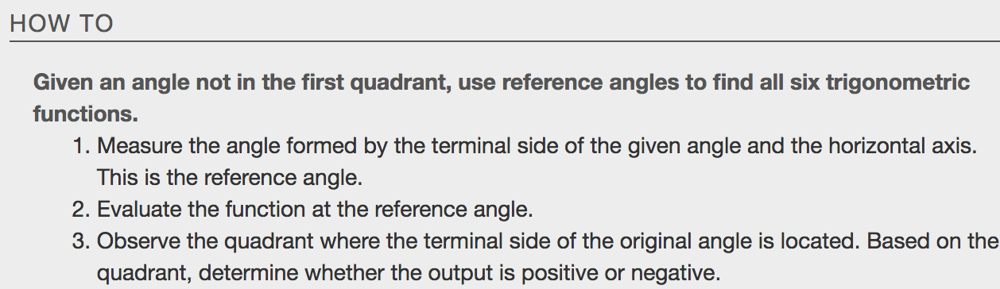 HOW TO
Given an angle not in the first quadrant, use reference angles to find all six trigonometric
functions.
1. Measure the angle formed by the terminal side of the given angle and the horizontal axis.
This is the reference angle.
2. Evaluate the function at the reference angle.
3. Observe the quadrant where the terminal side of the original angle is located. Based on the
quadrant, determine whether the output is positive or negative.